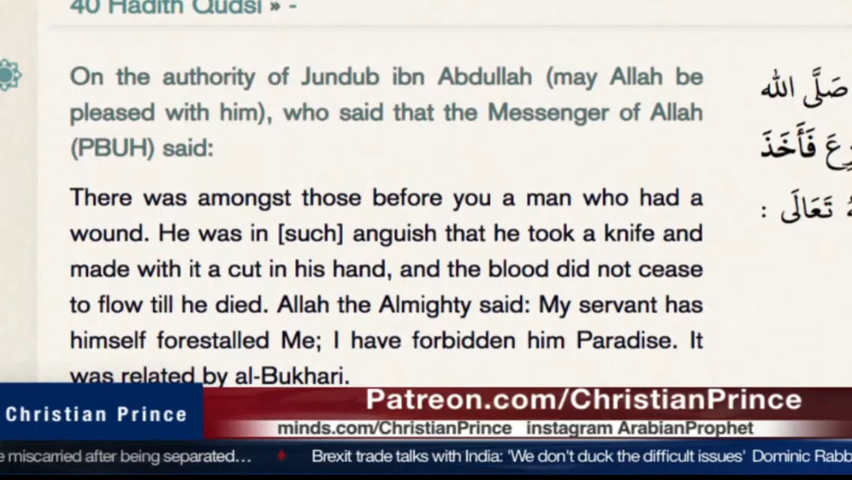 40 Hadith Qudsi » -
On the authority of Jundub ibn Abdullah (may Allah be
pleased with him), who said that the Messenger of Allah
(PBUH) said:
There was amongst those before you a man who had a
wound. He was in [such] anguish that he took a knife and
made with it a cut in his hand, and the blood did not cease
to flow till he died. Allah the Almighty said: My servant has
himself forestalled Me; I have forbidden him Paradise. It
was related by al-Bukhari.
صَلَّى الله
فَأَخَذَ
تَعَالَى :
Christian Prince
Patreon.com/ChristianPrince
minds.com/ChristianPrince instagram ArabianProphet
miscarried after being separated... ♦ Brexit trade talks with India: 'We don't duck the difficult issues' Dominic